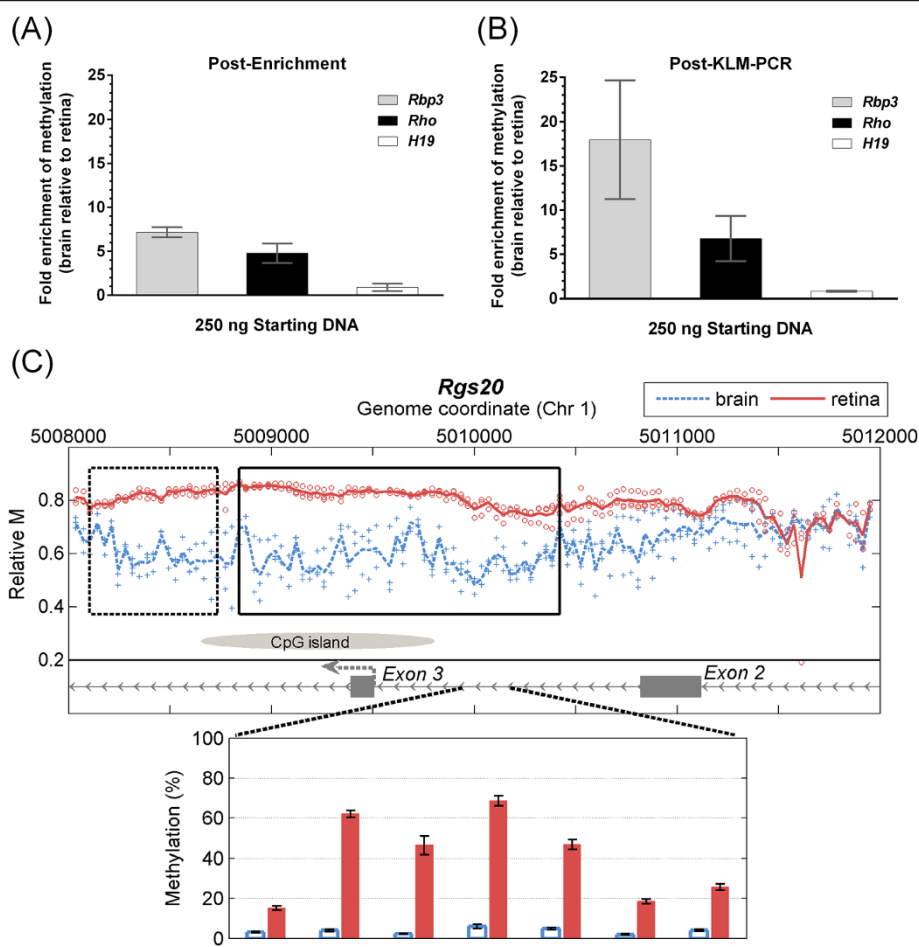 (A)
Post-Enrichment
Fold enrichment of methylation
(brain relative to retina)
25
20
15
10
5
0
Rbp3
Rho
H19
250 ng Starting DNA
(B)
Post-KLM-PCR
Fold enrichment of methylation
(brain relative to retina)
25
20
15
10
5
0
Rbp3
Rho
H19
250 ng Starting DNA
(C)
Rgs20
Genome coordinate (Chr 1)
brain retina
5008000 5009000 5010000 5011000 5012000
Relative M
0.8
0.6
0.4
0.2
CpG island
Exon 3
Exon 2
Methylation (%)
100
80
60
40
20
0